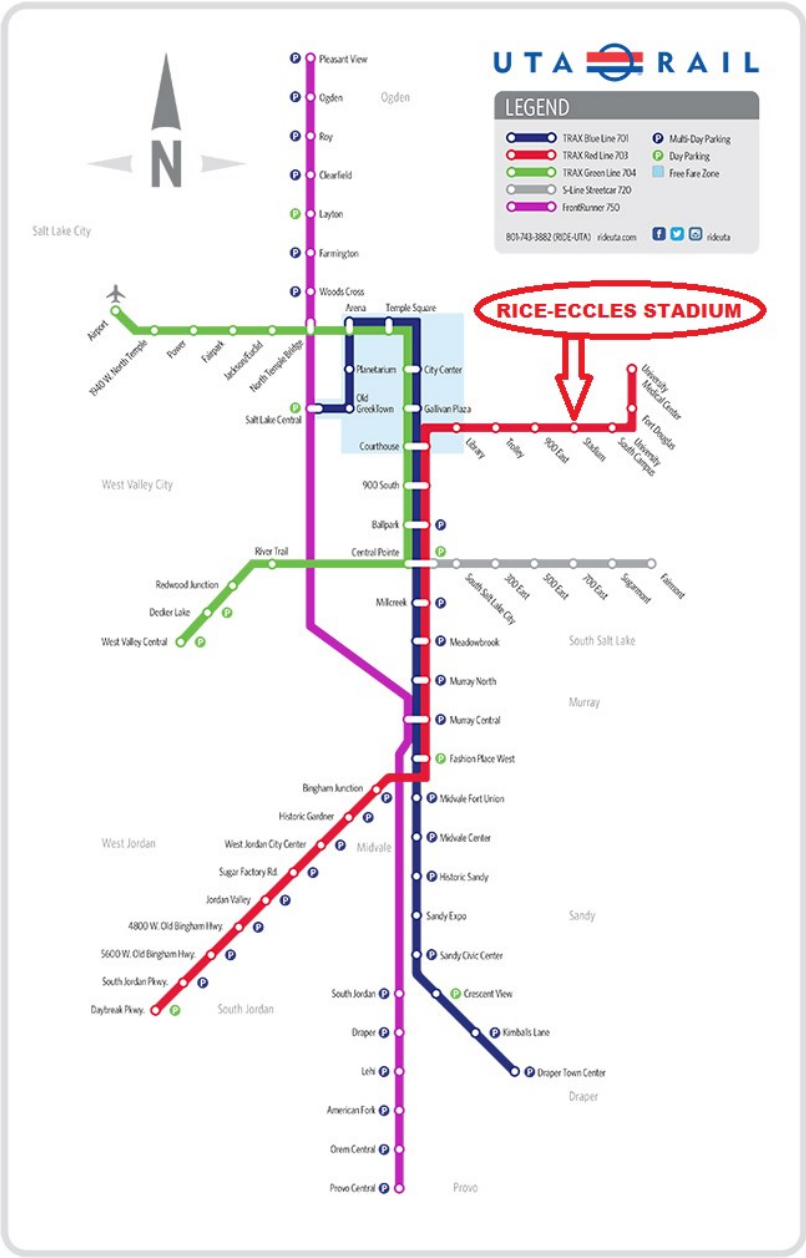 UTA RAIL
LEGEND
TRAX Blue Line 701
TRAX Red Line 703
TRAX Green Line 704
S-Line Streetcar 720
FrontRunner 750
P Multi-Day Parking
P Day Parking
Free Fare Zone
801-743-3882 (RIDE-UTA) rideuta.com
rideuta
N
P Pleasant View
P Ogden
Ogden
P Roy
P Clearfield
P Layton
Salt Lake City
P Farmington
P Woods Cross
RICE-ECCLES STADIUM
Arena
Temple Square
Airport
1940 W. North Temple
Power
Fairpark
Jackson/Euclid
North Temple Bridge
Planetarium
City Center
Old
GreekTown
Gallivan Plaza
P
Salt Lake Central
University
Medical Center
Fort Douglas
University
South Campus
Stadium
900 East
Trolley
Library
Courthouse
West Valley City
900 South
Ballpark P
River Trail
Central Pointe P
South Salt Lake City
300 East
500 East
700 East
Sugarmont
Fairmont
Redwood Junction
Decker Lake P
West Valley Central P
Millcreek P
P Meadowbrook
South Salt Lake
P Murray North
Murray
P Murray Central
P Fashion Place West
Bingham Junction P
P Midvale Fort Union
Historic Gardner P
P Midvale Center
West Jordan
West Jordan City Center P
Midvale
Sugar Factory Rd. P
P Historic Sandy
Jordan Valley P
Sandy Expo
Sandy
4800 W. Old Bingham Hwy. P
5600 W. Old Bingham Hwy. P
P Sandy Civic Center
South Jordan Pkwy. P
Daybreak Pkwy. P
South Jordan
South Jordan P
P Crescent View
Draper P
P Kimballs Lane
Lehi P
P Draper Town Center
Draper
American Fork P
Orem Central P
Provo Central P
Provo